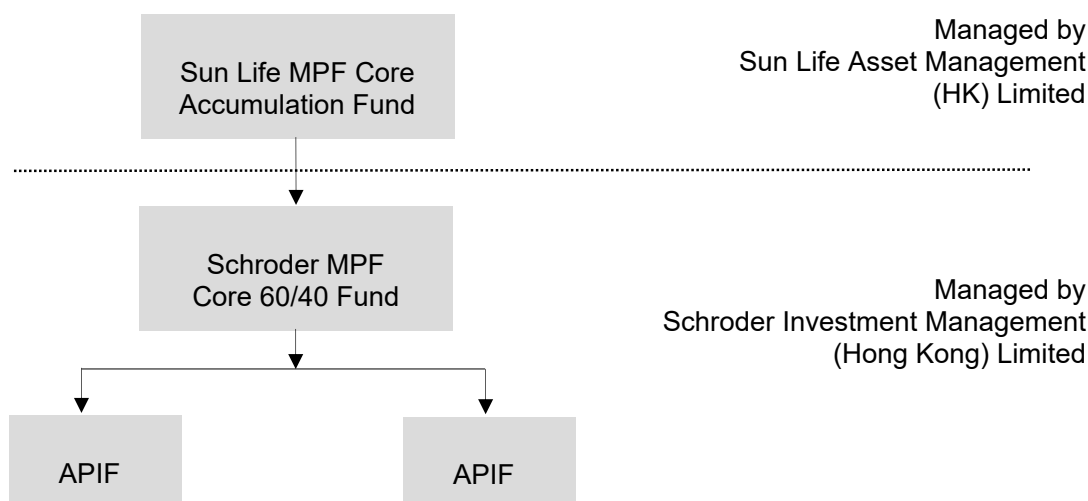 Managed by
Sun Life Asset Management
(HK) Limited
Sun Life MPF Core
Accumulation Fund
Schroder MPF
Core 60/40 Fund
Managed by
Schroder Investment Management
(Hong Kong) Limited
APIF
APIF